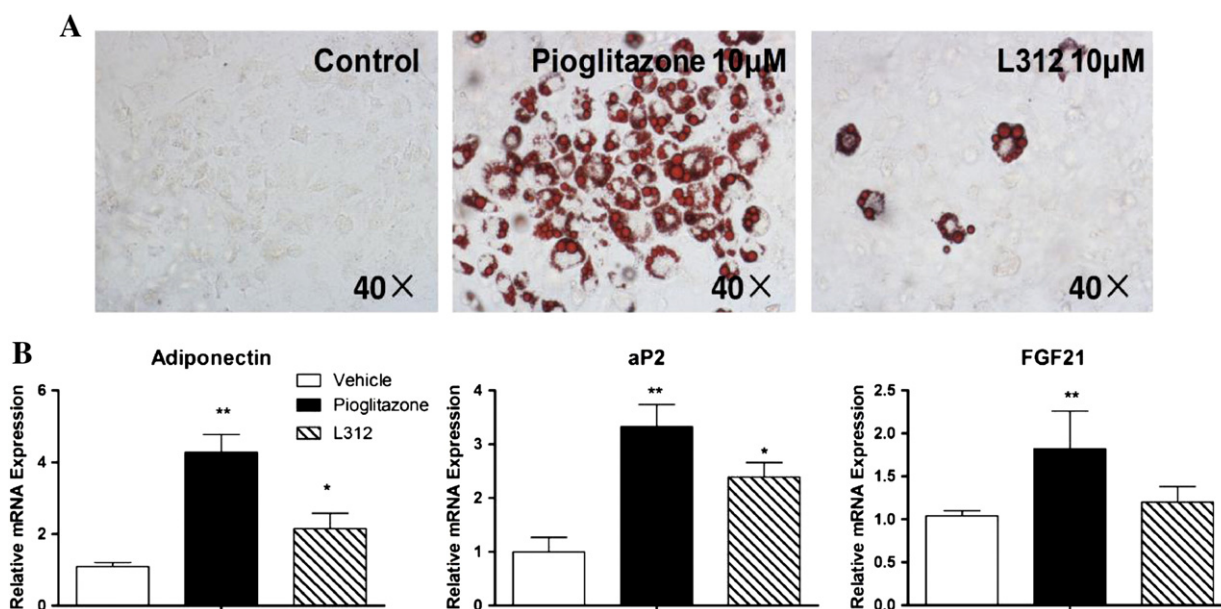 A
Control
Pioglitazone 10μM
L312 10μM
40×
40×
40×
B
Adiponectin
aP2
FGF21
Vehicle
Pioglitazone
L312
Relative mRNA Expression
6
4
2
0
**
*
Relative mRNA Expression
4
3
2
1
0
**
*
Relative mRNA Expression
2.5
2.0
1.5
1.0
0.5
0.0
**